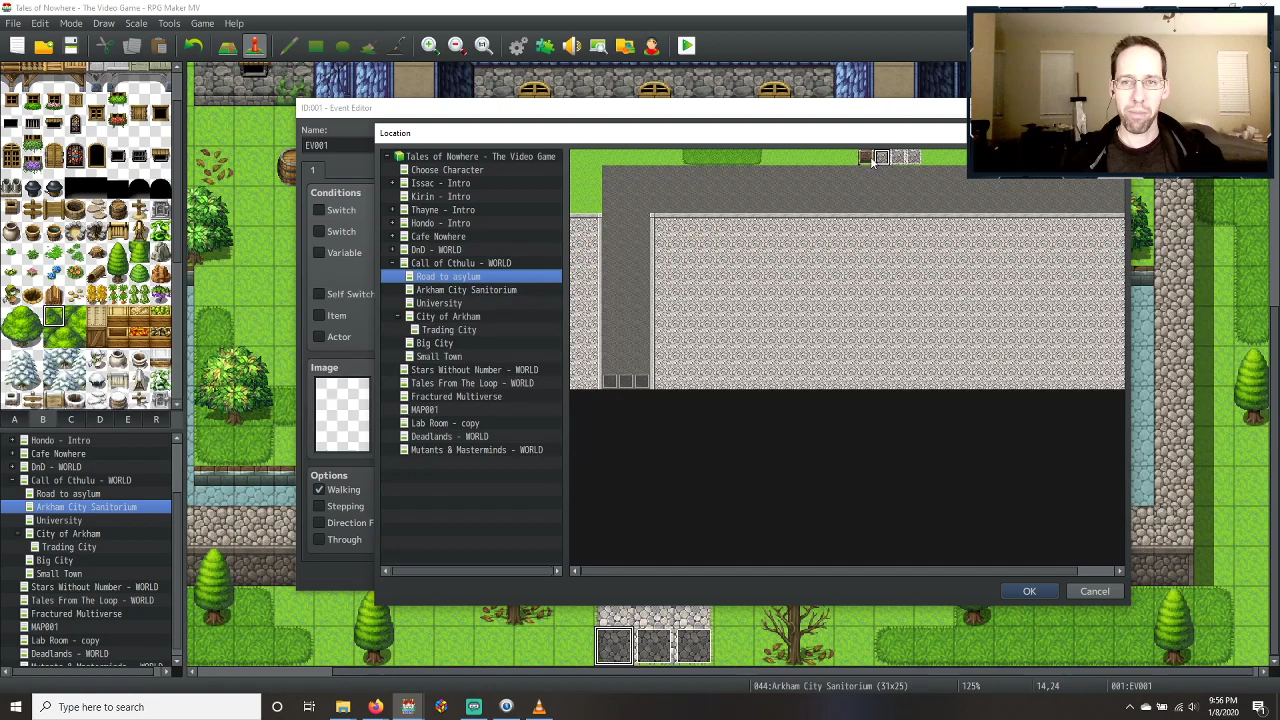 Tales of Nowhere - The Video Game - RPG Maker MV
File Edit Mode Draw Scale Tools Game Help
ID:001 - Event Editor
Name:
EV001
1
Conditions
Switch
Switch
Variable
Self Switch
Item
Actor
Image
Options
Walking
Stepping
Direction F
Through
Location
Tales of Nowhere - The Video Game
Choose Character
Issac - Intro
Kirin - Intro
Thayne - Intro
Hondo - Intro
Cafe Nowhere
DnD - WORLD
Call of Cthulu - WORLD
Road to asylum
Arkham City Sanitorium
University
City of Arkham
Trading City
Big City
Small Town
Stars Without Number - WORLD
Tales From The Loop - WORLD
Fractured Multiverse
MAP001
Lab Room - copy
Deadlands - WORLD
Mutants & Masterminds - WORLD
OK Cancel
A B C D E R
Hondo - Intro
Cafe Nowhere
DnD - WORLD
Call of Cthulu - WORLD
Road to asylum
Arkham City Sanitorium
University
City of Arkham
Trading City
Big City
Small Town
Stars Without Number - WORLD
Tales From The Loop - WORLD
Fractured Multiverse
MAP001
Lab Room - copy
Deadlands - WORLD
Mutants & Masterminds - WORLD
044:Arkham City Sanitorium (31x25) 125% 14,24 001:EV001
Type here to search
9:56 PM
1/8/2020